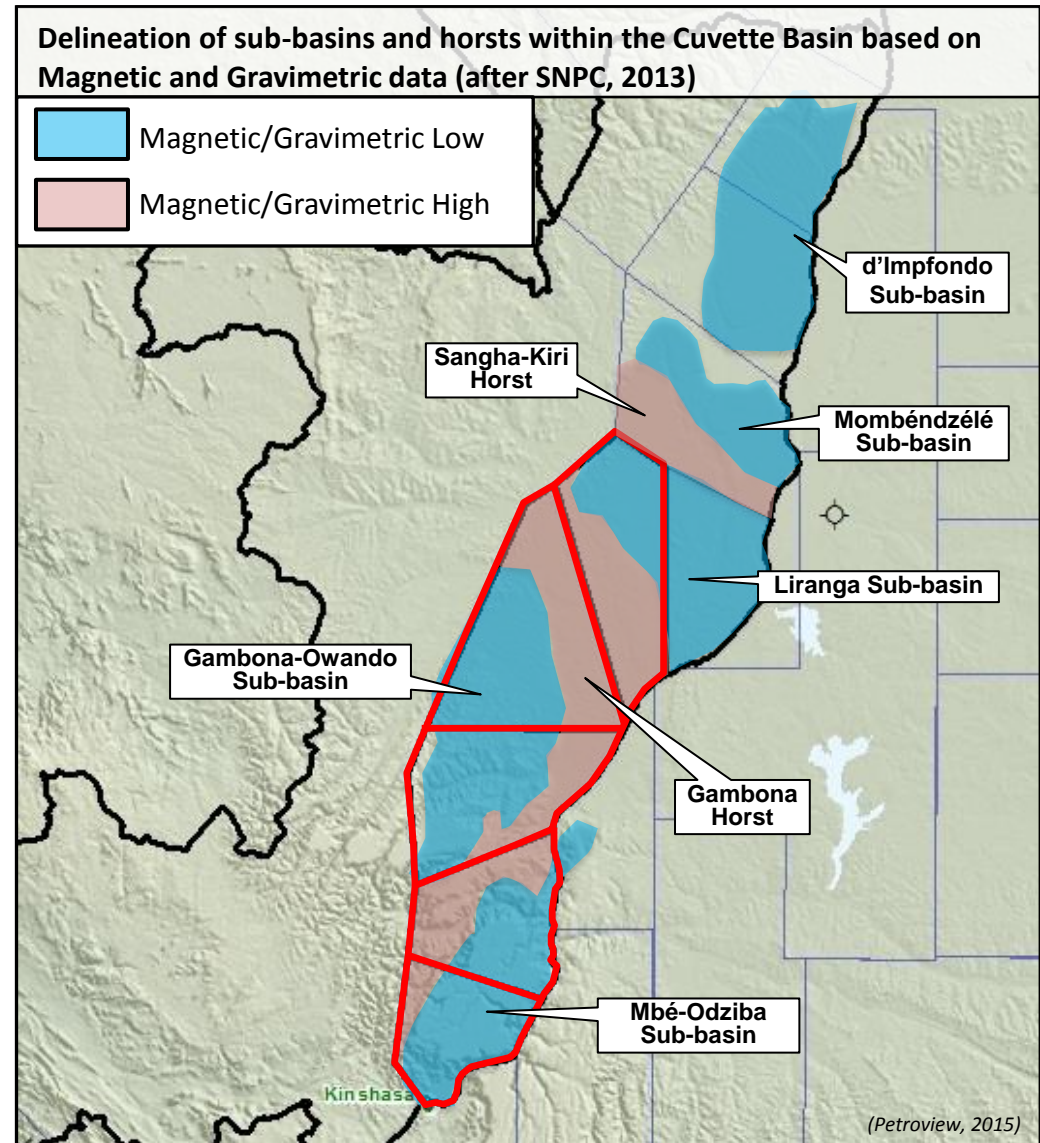 Delineation of sub-basins and horsts within the Cuvette Basin based on
Magnetic and Gravimetric data (after SNPC, 2013)
Magnetic/Gravimetric Low
Magnetic/Gravimetric High
d'Impfondo
Sub-basin
Sangha-Kiri
Horst
Mombéndzélé
Sub-basin
Liranga Sub-basin
Gambona-Owando
Sub-basin
Gambona
Horst
Mbé-Odziba
Sub-basin
Kinshasa
(Petroview, 2015)